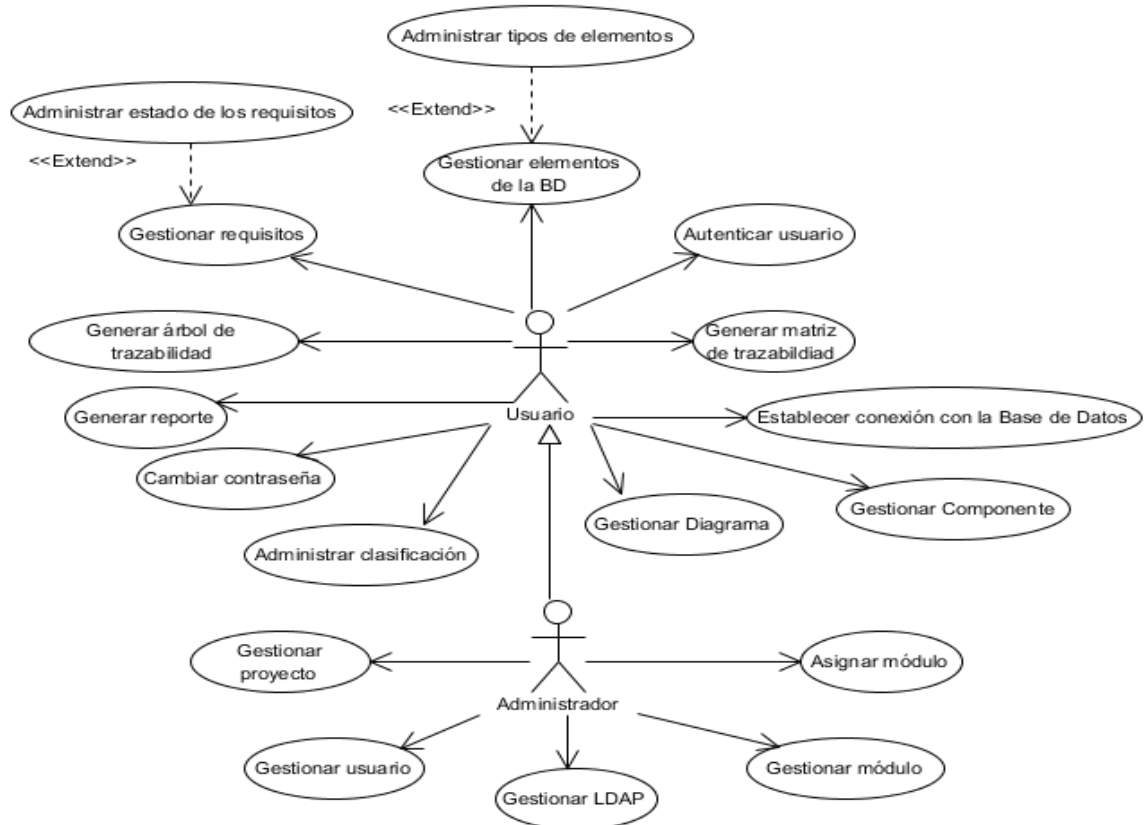 Administrar tipos de elementos
Administrar estado de los requisitos
<<Extend>>
<<Extend>>
Gestionar elementos
de la BD
Gestionar requisitos
Autenticar usuario
Generar árbol de
trazabilidad
Generar matriz
de trazabildiad
Generar reporte
Usuario
Establecer conexión con la Base de Datos
Cambiar contraseña
Gestionar Diagrama
Gestionar Componente
Administrar clasificación
Gestionar
proyecto
Asignar módulo
Administrador
Gestionar usuario
Gestionar LDAP
Gestionar módulo